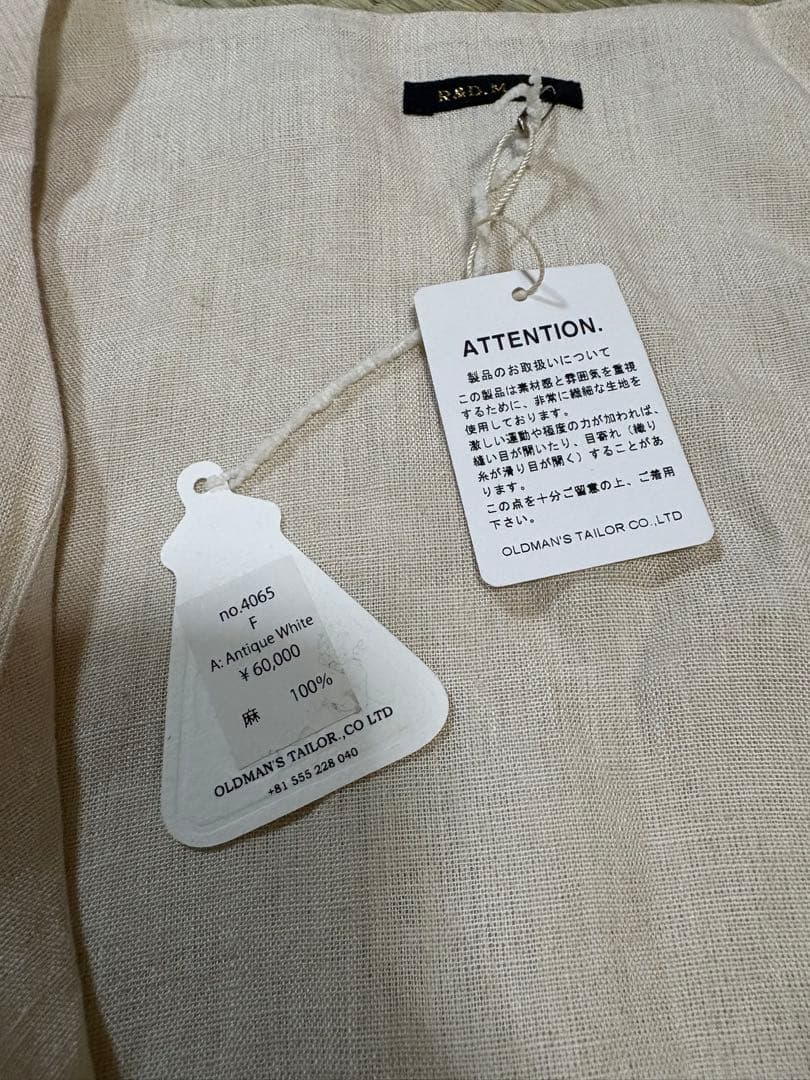 R&D.M
ATTENTION.
製品のお取扱いについて
この製品は素材感と雰囲気を重視
するために、非常に繊細な生地を
使用しております。
激しい運動や極度の力が加われば、
縫い目が開いたり、目寄れ（織り
糸が滑り目が開く）することがあ
ります。
この点を十分ご留意の上、ご着用
下さい。
OLDMAN'S TAILOR CO.,LTD
no.4065
F
A: Antique White
¥60,000
麻 100%
OLDMAN'S TAILOR.,CO LTD
+81 555 228 040